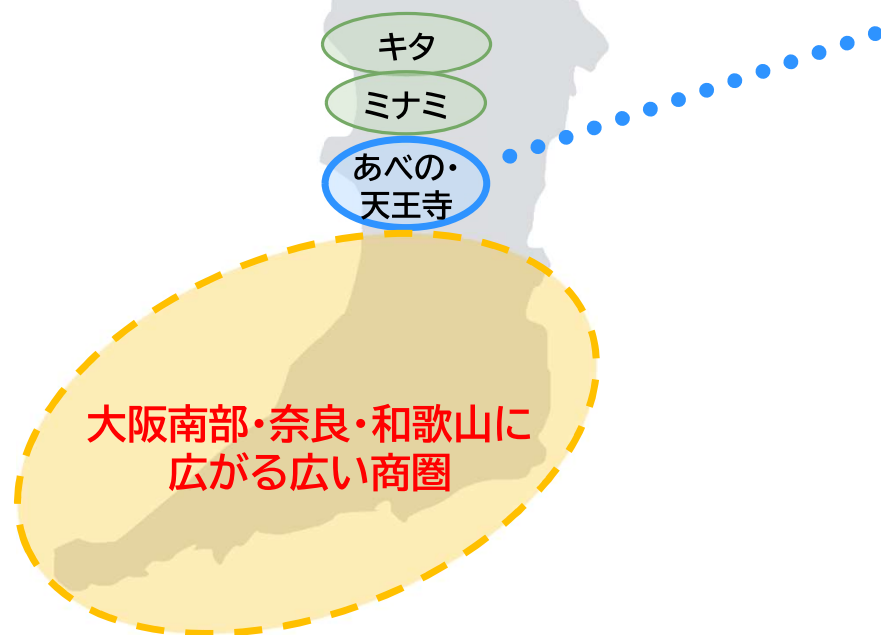 キタ
ミナミ
あべの・
天王寺
大阪南部・奈良・和歌山に
広がる広い商圏